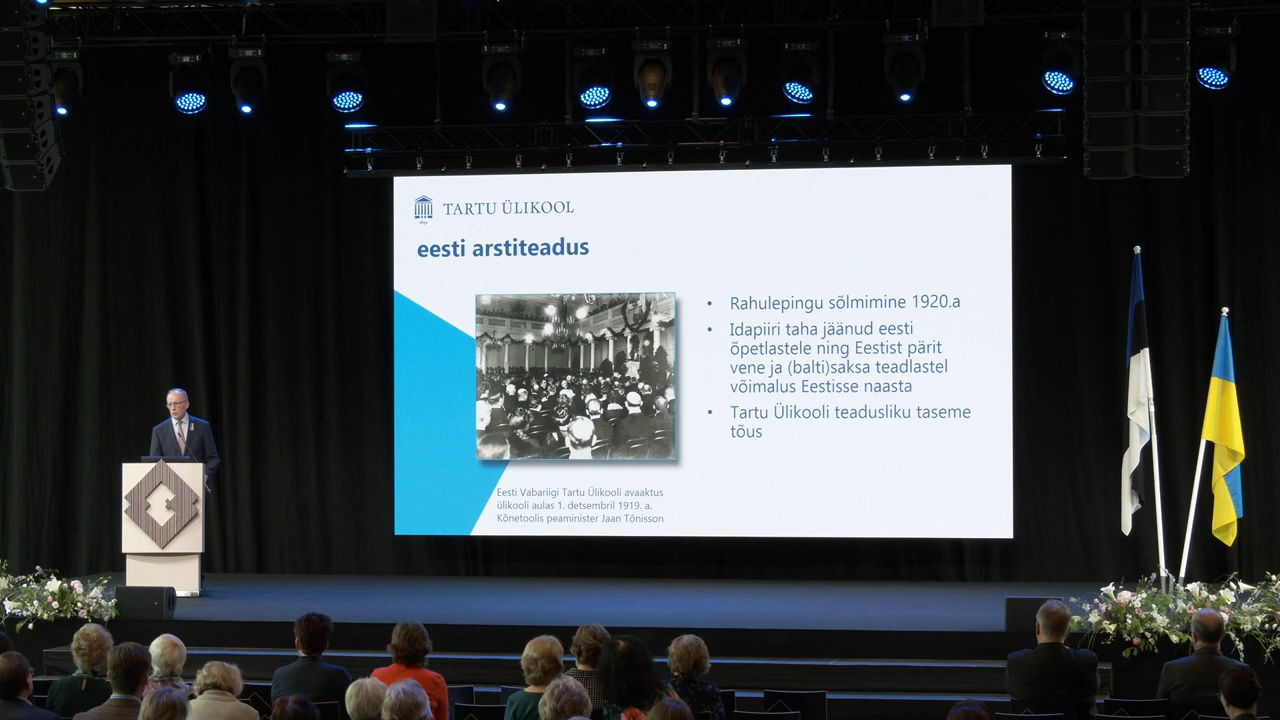 TARTU ÜLIKOOL
1632
eesti arstiteadus
• Rahulepingu sõlmimine 1920.a
• Idapiiri taha jäänud eesti
õpetlastele ning Eestist pärit
vene ja (balti)saksa teadlastel
võimalus Eestisse naasta
• Tartu Ülikooli teadusliku taseme
tõus
Eesti Vabariigi Tartu Ülikooli avaaktus
ülikooli aulas 1. detsembril 1919. a.
Kõnetoolis peaminister Jaan Tõnisson